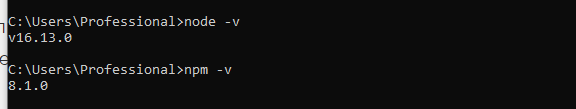 C:\Users\Professional>node -v
v16.13.0
C:\Users\Professional>npm -v
8.1.0